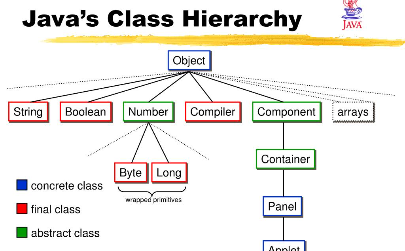 Java's Class Hierarchy
JAVA
Object
String
Boolean
Number
Compiler
Component
arrays
Container
Byte
Long
wrapped primitives
Panel
Applet
concrete class
final class
abstract class